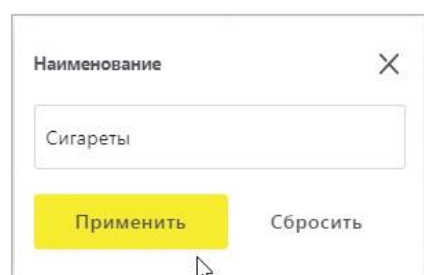 Наименование
Сигареты
Применить Сбросить